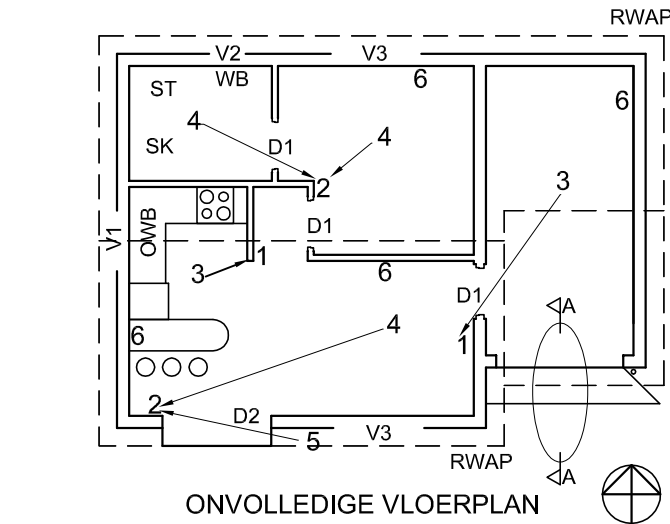 RWAP
V2 V3
ST WB 6
6
4 4
SK D1
2 3
OWB
V1 D1
1
3 6
D1
A
4 1
6
2 D2
5 V3
RWAP
A
ONVOLLEDIGE VLOERPLAN